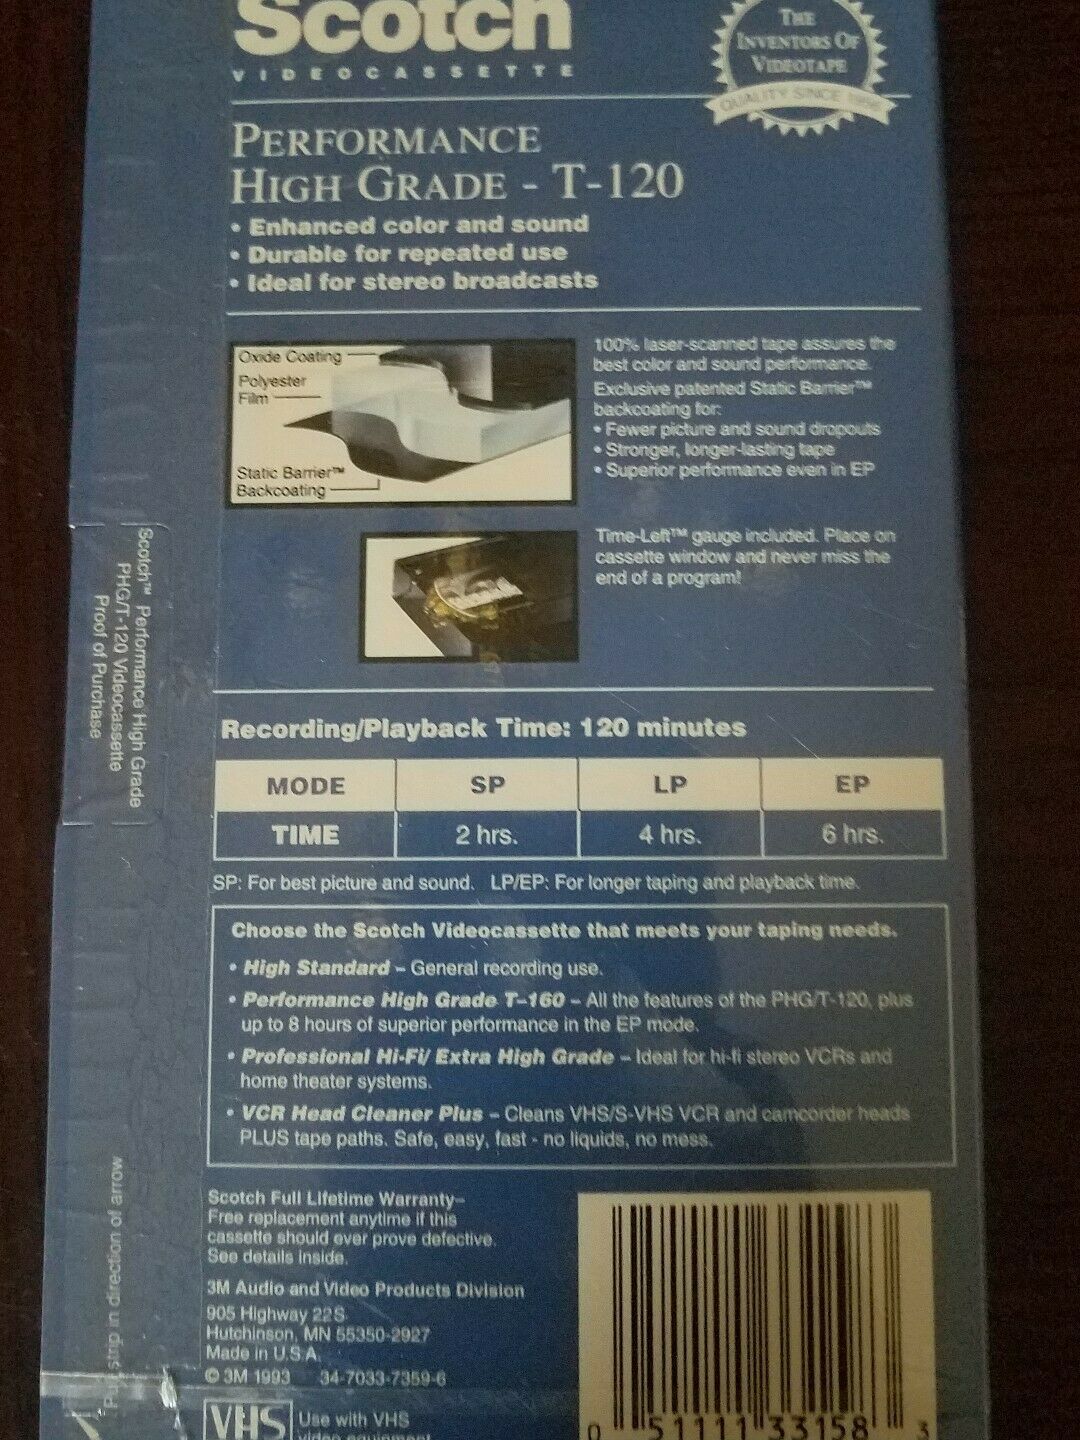 Scotch
VIDEOCASSETTE
THE
INVENTORS OF
VIDEOTAPE
QUALITY SINCE
PERFORMANCE
HIGH GRADE - T-120
• Enhanced color and sound
• Durable for repeated use
• Ideal for stereo broadcasts
Oxide Coating
Polyester
Film
Static Barrier™
Backcoating
100% laser-scanned tape assures the
best color and sound performance.
Exclusive patented Static Barrier™
backcoating for:
• Fewer picture and sound dropouts
• Stronger, longer-lasting tape
• Superior performance even in EP
Time-Left™ gauge included. Place on
cassette window and never miss the
end of a program!
Scotch™ Performance High Grade
PHG/T-120 Videocassette
Proof of Purchase
Recording/Playback Time: 120 minutes
MODE SP LP EP
TIME 2 hrs. 4 hrs. 6 hrs.
SP: For best picture and sound. LP/EP: For longer taping and playback time.
Choose the Scotch Videocassette that meets your taping needs.
• High Standard – General recording use.
• Performance High Grade T-160 – All the features of the PHG/T-120, plus
up to 8 hours of superior performance in the EP mode.
• Professional Hi-Fi/ Extra High Grade – Ideal for hi-fi stereo VCRs and
home theater systems.
• VCR Head Cleaner Plus – Cleans VHS/S-VHS VCR and camcorder heads
PLUS tape paths. Safe, easy, fast - no liquids, no mess.
strip in direction of arrow
Scotch Full Lifetime Warranty–
Free replacement anytime if this
cassette should ever prove defective.
See details inside.
3M Audio and Video Products Division
905 Highway 22S
Hutchinson, MN 55350-2927
Made in U.S.A.
© 3M 1993 34-7033-7359-6
VHS
Use with VHS
video equipment
0 51111 33158 3